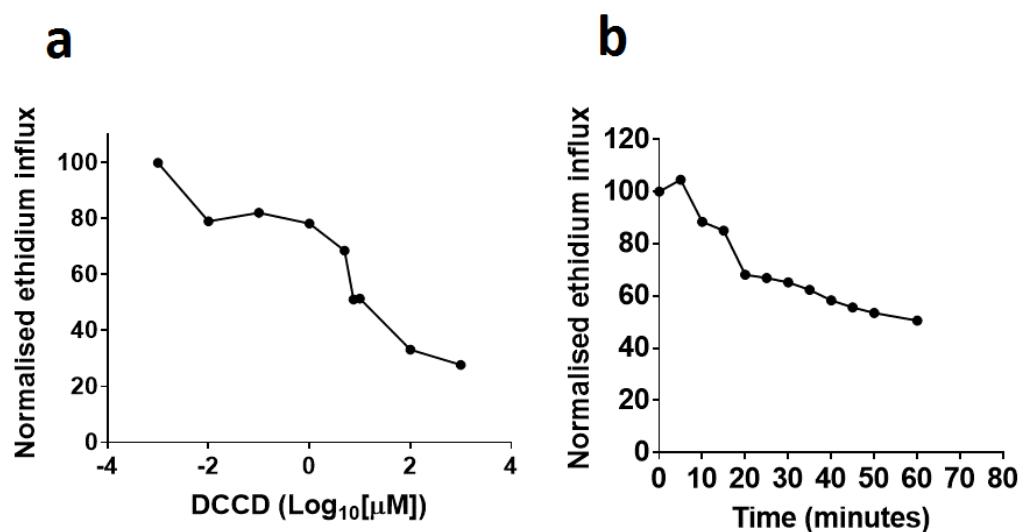 a
Normalised ethidium influx
100
80
60
40
20
0
-4
-2
0
2
4
DCCD (Log10[μM])
b
Normalised ethidium influx
120
100
80
60
40
20
0
0 10 20 30 40 50 60 70 80
Time (minutes)